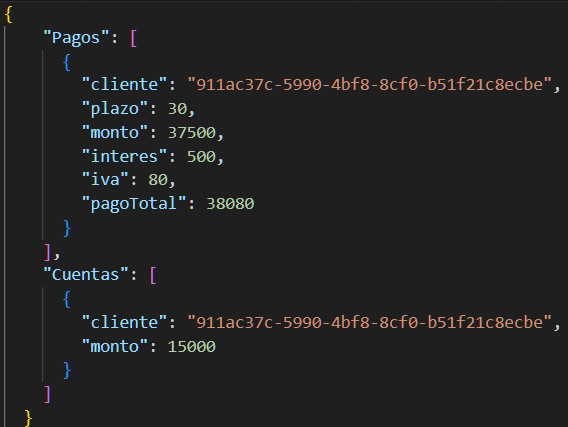 {
"Pagos": [
{
"cliente": "911ac37c-5990-4bf8-8cf0-b51f21c8ecbe",
"plazo": 30,
"monto": 37500,
"interes": 500,
"iva": 80,
"pagoTotal": 38080
}
],
"Cuentas": [
{
"cliente": "911ac37c-5990-4bf8-8cf0-b51f21c8ecbe",
"monto": 15000
}
]
}